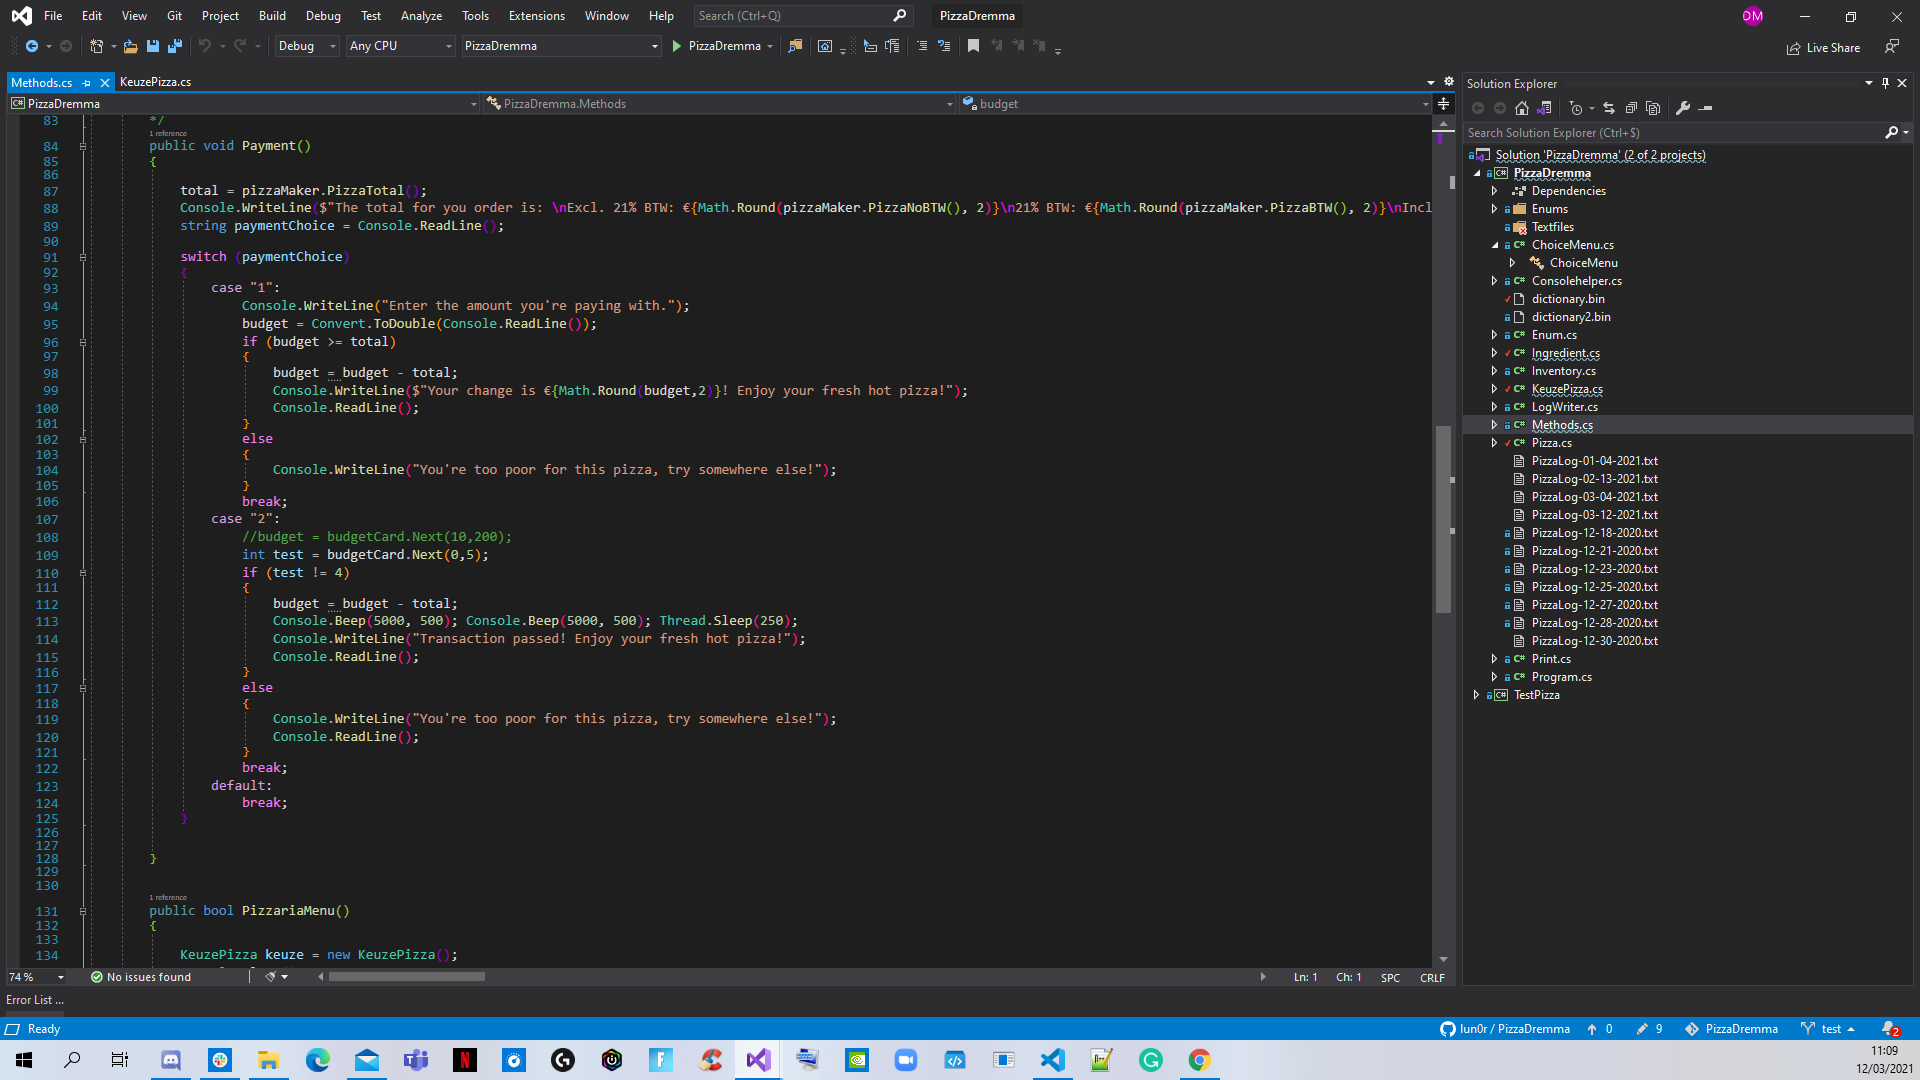 File Edit View Git Project Build Debug Test Analyze Tools Extensions Window Help Search (Ctrl+Q) PizzaDremma DM
Debug Any CPU PizzaDremma PizzaDremma Live Share
Methods.cs KeuzePizza.cs
PizzaDremma PizzaDremma.Methods budget
83 */
1 reference
84 public void Payment()
85 {
86
87 total = pizzaMaker.PizzaTotal();
88 Console.WriteLine($"The total for you order is: \nExcl. 21% BTW: €{Math.Round(pizzaMaker.PizzaNoBTW(), 2)}\n21% BTW: €{Math.Round(pizzaMaker.PizzaBTW(), 2)}\nIncl
89 string paymentChoice = Console.ReadLine();
90
91 switch (paymentChoice)
92 {
93 case "1":
94 Console.WriteLine("Enter the amount you're paying with.");
95 budget = Convert.ToDouble(Console.ReadLine());
96 if (budget >= total)
97 {
98 budget = budget - total;
99 Console.WriteLine($"Your change is €{Math.Round(budget,2)}! Enjoy your fresh hot pizza!");
100 Console.ReadLine();
101 }
102 else
103 {
104 Console.WriteLine("You're too poor for this pizza, try somewhere else!");
105 }
106 break;
107 case "2":
108 //budget = budgetCard.Next(10,200);
109 int test = budgetCard.Next(0,5);
110 if (test != 4)
111 {
112 budget = budget - total;
113 Console.Beep(5000, 500); Console.Beep(5000, 500); Thread.Sleep(250);
114 Console.WriteLine("Transaction passed! Enjoy your fresh hot pizza!");
115 Console.ReadLine();
116 }
117 else
118 {
119 Console.WriteLine("You're too poor for this pizza, try somewhere else!");
120 Console.ReadLine();
121 }
122 break;
123 default:
124 break;
125 }
126
127
128 }
129
130
1 reference
131 public bool PizzariaMenu()
132 {
133
134 KeuzePizza keuze = new KeuzePizza();
74 % No issues found Ln: 1 Ch: 1 SPC CRLF
Error List ...
Solution Explorer
Search Solution Explorer (Ctrl+$)
Solution 'PizzaDremma' (2 of 2 projects)
PizzaDremma
Dependencies
Enums
Textfiles
ChoiceMenu.cs
ChoiceMenu
Consolehelper.cs
dictionary.bin
dictionary2.bin
Enum.cs
Ingredient.cs
Inventory.cs
KeuzePizza.cs
LogWriter.cs
Methods.cs
Pizza.cs
PizzaLog-01-04-2021.txt
PizzaLog-02-13-2021.txt
PizzaLog-03-04-2021.txt
PizzaLog-03-12-2021.txt
PizzaLog-12-18-2020.txt
PizzaLog-12-21-2020.txt
PizzaLog-12-23-2020.txt
PizzaLog-12-25-2020.txt
PizzaLog-12-27-2020.txt
PizzaLog-12-28-2020.txt
PizzaLog-12-30-2020.txt
Print.cs
Program.cs
TestPizza
Ready lun0r / PizzaDremma 0 9 PizzaDremma test 2
11:09
12/03/2021